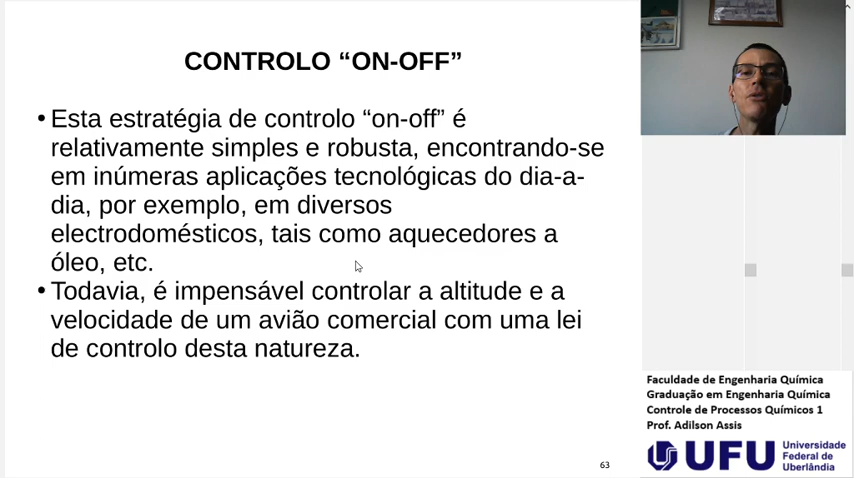 CONTROLO “ON-OFF”
•Esta estratégia de controlo “on-off” é
relativamente simples e robusta, encontrando-se
em inúmeras aplicações tecnológicas do dia-a-
dia, por exemplo, em diversos
electrodomésticos, tais como aquecedores a
óleo, etc.
•Todavia, é impensável controlar a altitude e a
velocidade de um avião comercial com uma lei
de controlo desta natureza.
63
Faculdade de Engenharia Química
Graduação em Engenharia Química
Controle de Processos Químicos 1
Prof. Adilson Assis
UFU
Universidade
Federal de
Uberlândia